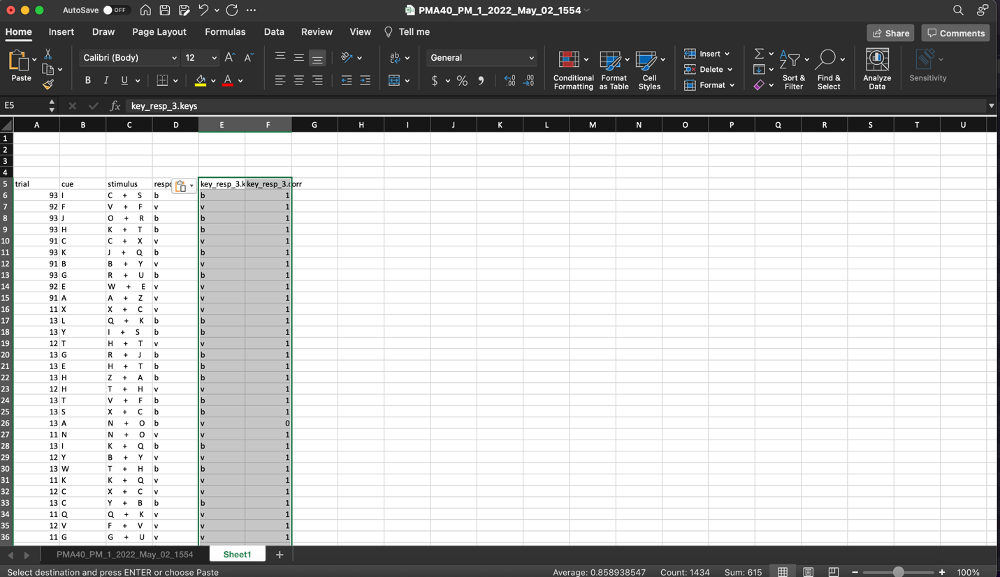 AutoSave OFF PMA40_PM_1_2022_May_02_1554
Home Insert Draw Page Layout Formulas Data Review View Tell me Share Comments
Paste Calibri (Body) 12 B I U General $ % Conditional Formatting Format as Table Cell Styles Insert Delete Format Sort & Filter Find & Select Analyze Data Sensitivity
E5 fx key_resp_3.keys
A B C D E F G H I J K L M N O P Q R S T U
1
2
3
4
5 trial cue stimulus respo key_resp_3.k key_resp_3.corr
6 93 I C + S b b 1
7 92 F V + F v v 1
8 93 J O + R b b 1
9 93 H K + T b b 1
10 91 C C + X v v 1
11 93 K J + Q b b 1
12 91 B B + Y v v 1
13 93 G R + U b b 1
14 92 E W + E v v 1
15 91 A A + Z v v 1
16 11 X X + C v v 1
17 13 L Q + K b b 1
18 13 Y I + S b b 1
19 12 T H + T v v 1
20 13 G R + J b b 1
21 13 E H + T b b 1
22 13 H Z + A b b 1
23 12 H T + H v v 1
24 13 T V + F b b 1
25 13 S X + C b b 1
26 13 A N + O b v 0
27 11 N N + O v v 1
28 13 I K + Q b b 1
29 12 Y B + Y v v 1
30 13 W T + H b b 1
31 11 K K + Q v v 1
32 12 C X + C v v 1
33 13 C Y + B b b 1
34 11 Q Q + K v v 1
35 12 V F + V v v 1
36 11 G G + U v v 1
PMA40_PM_1_2022_May_02_1554 Sheet1 +
Select destination and press ENTER or choose Paste Average: 0.858938547 Count: 1434 Sum: 615 100%